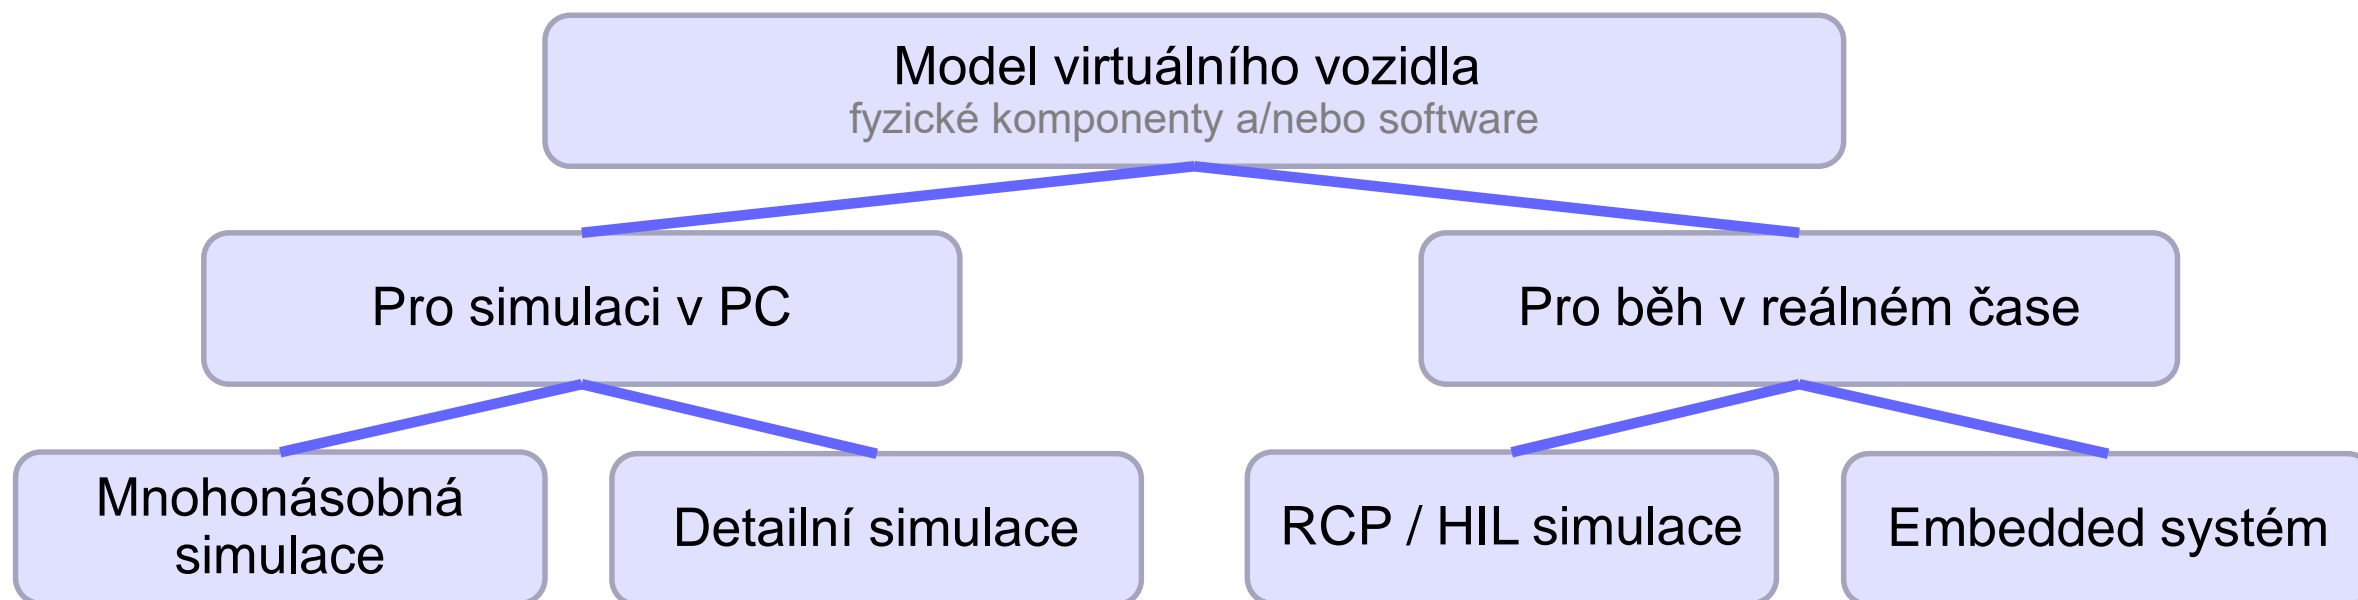 Model virtuálního vozidla
fyzické komponenty a/nebo software
Pro simulaci v PC
Pro běh v reálném čase
Mnohonásobná
simulace
Detailní simulace
RCP / HIL simulace
Embedded systém